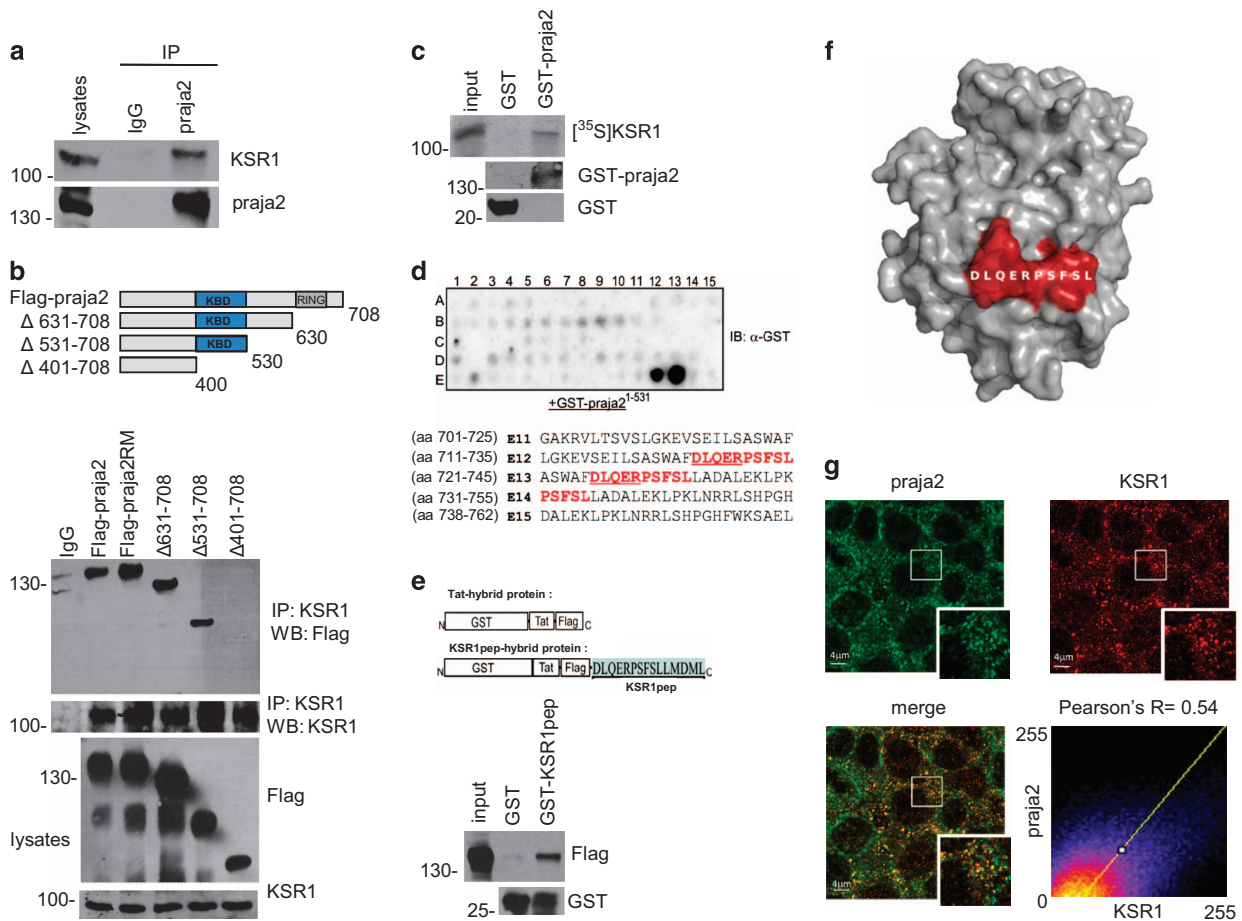 a
IP
lysates
IgG
praja2
KSR1
100 -
praja2
130 -
b
Flag-praja2
KBD
RING
708
Δ 631-708
KBD
630
Δ 531-708
KBD
530
Δ 401-708
400
IgG
Flag-praja2
Flag-praja2RM
Δ631-708
Δ531-708
Δ401-708
130-
IP: KSR1
WB: Flag
IP: KSR1
WB: KSR1
100-
130-
Flag
lysates
KSR1
100-
c
input
GST
GST-praja2
[35S]KSR1
100-
GST-praja2
130-
GST
20-
d
1 2 3 4 5 6 7 8 9 10 11 12 13 14 15
A
B
C
D
E
IB: α-GST
+GST-praja2 1-531
(aa 701-725) E11 GAKRVLTSVSLGKEVSEILSASWAF
(aa 711-735) E12 LGKEVSEILSASWAFDLQERPSFSL
(aa 721-745) E13 ASWAFDLQERPSFSLLADALEKLPK
(aa 731-755) E14 PSFSLLADALEKLPKLNRRLSHPGH
(aa 738-762) E15 DALEKLPKLNRRLSHPGHFWKSAEL
e
Tat-hybrid protein :
N GST Tat Flag C
KSR1pep-hybrid protein :
N GST Tat Flag DLQERPSFSLLMDML C
KSR1pep
input
GST
GST-KSR1pep
Flag
130-
GST
25-
f
DLQERPSFSL
g
praja2
KSR1
4μm
4μm
merge
Pearson's R= 0.54
4μm
255
praja2
0
KSR1
255